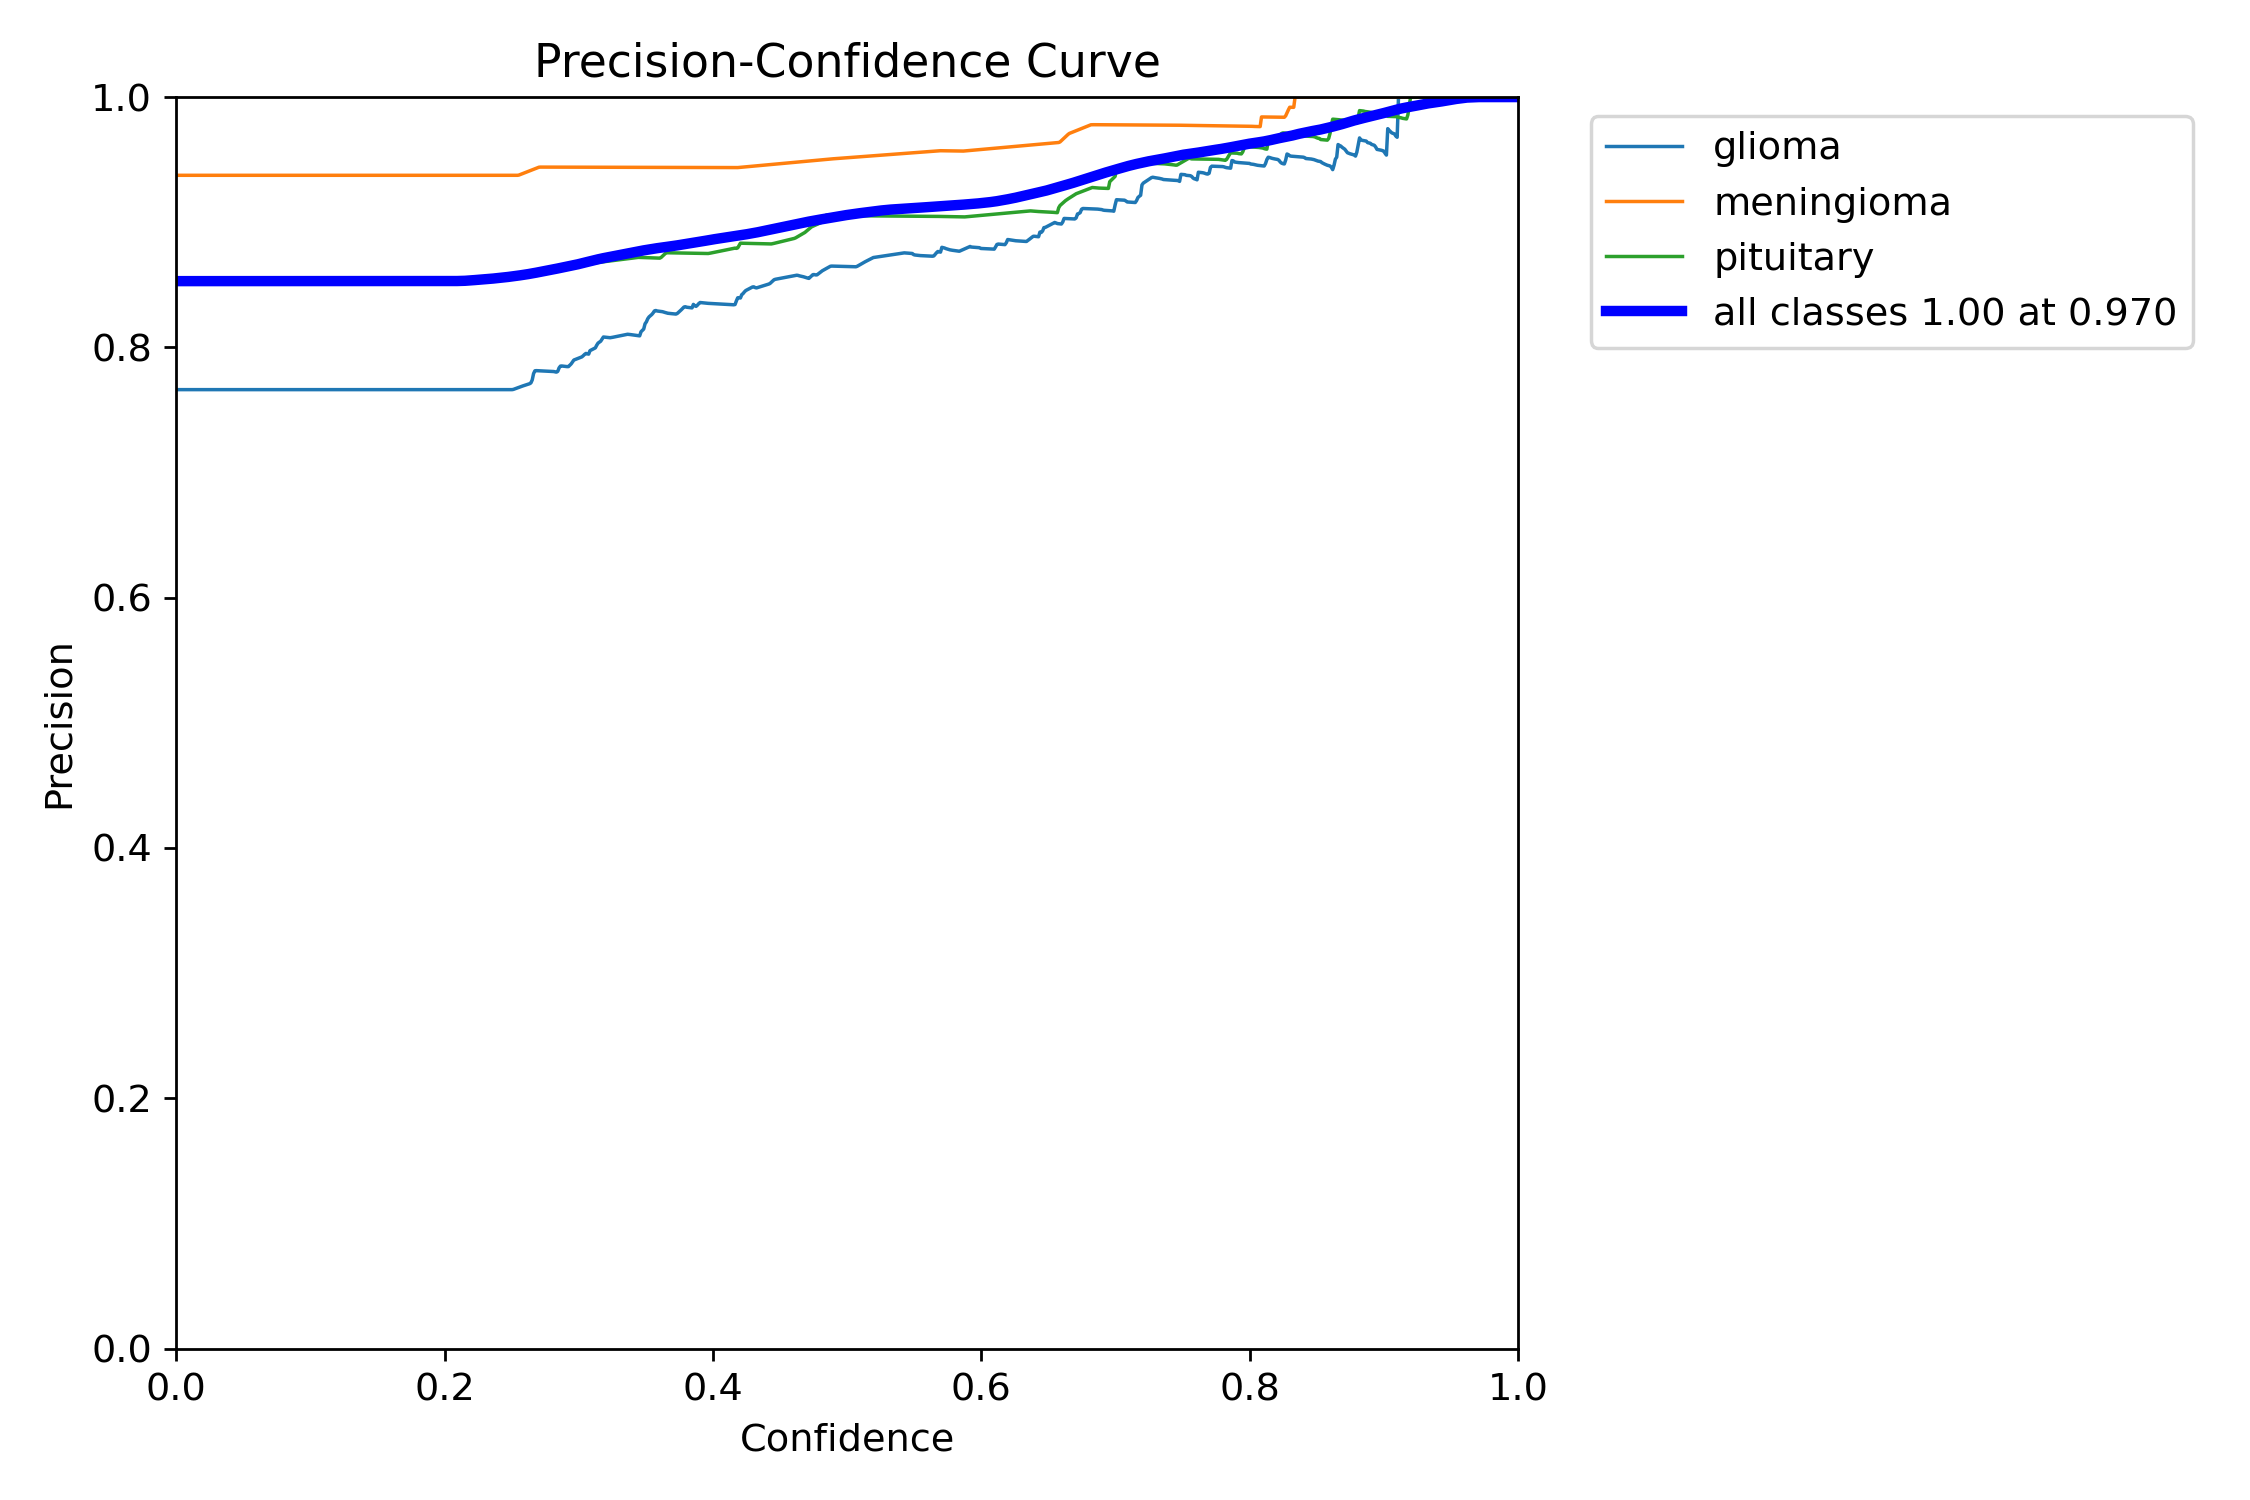 Precision-Confidence Curve
1.0
0.8
0.6
0.4
0.2
0.0
Precision
0.0 0.2 0.4 0.6 0.8 1.0
Confidence
glioma
meningioma
pituitary
all classes 1.00 at 0.970